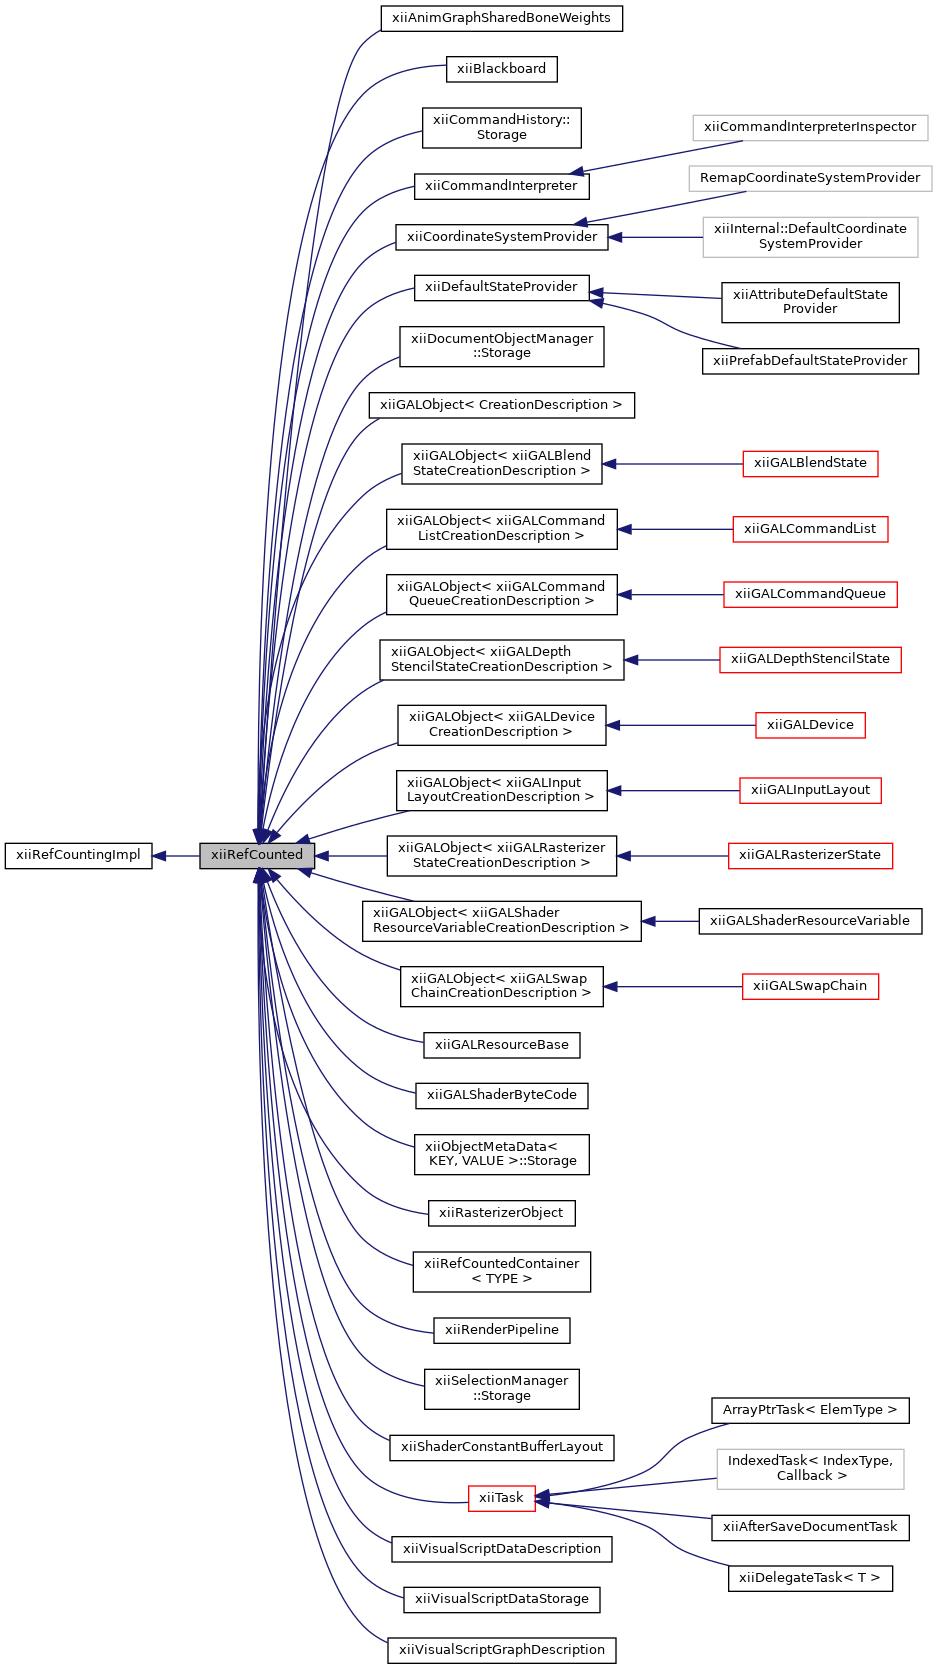 xiiAnimGraphSharedBoneWeights
xiiBlackboard
xiiCommandHistory::
Storage
xiiCommandInterpreterInspector
xiiCommandInterpreter
RemapCoordinateSystemProvider
xiiCoordinateSystemProvider
xiiInternal::DefaultCoordinate
SystemProvider
xiiDefaultStateProvider
xiiAttributeDefaultState
Provider
xiiDocumentObjectManager
::Storage
xiiPrefabDefaultStateProvider
xiiGALObject< CreationDescription >
xiiGALObject< xiiGALBlend
StateCreationDescription >
xiiGALBlendState
xiiGALObject< xiiGALCommand
ListCreationDescription >
xiiGALCommandList
xiiGALObject< xiiGALCommand
QueueCreationDescription >
xiiGALCommandQueue
xiiGALObject< xiiGALDepth
StencilStateCreationDescription >
xiiGALDepthStencilState
xiiGALObject< xiiGALDevice
CreationDescription >
xiiGALDevice
xiiGALObject< xiiGALInput
LayoutCreationDescription >
xiiGALInputLayout
xiiRefCountingImpl
xiiRefCounted
xiiGALObject< xiiGALRasterizer
StateCreationDescription >
xiiGALRasterizerState
xiiGALObject< xiiGALShader
ResourceVariableCreationDescription >
xiiGALShaderResourceVariable
xiiGALObject< xiiGALSwap
ChainCreationDescription >
xiiGALSwapChain
xiiGALResourceBase
xiiGALShaderByteCode
xiiObjectMetaData<
KEY, VALUE >::Storage
xiiRasterizerObject
xiiRefCountedContainer
< TYPE >
xiiRenderPipeline
xiiSelectionManager
::Storage
ArrayPtrTask< ElemType >
xiiShaderConstantBufferLayout
IndexedTask< IndexType,
Callback >
xiiTask
xiiAfterSaveDocumentTask
xiiVisualScriptDataDescription
xiiDelegateTask< T >
xiiVisualScriptDataStorage
xiiVisualScriptGraphDescription